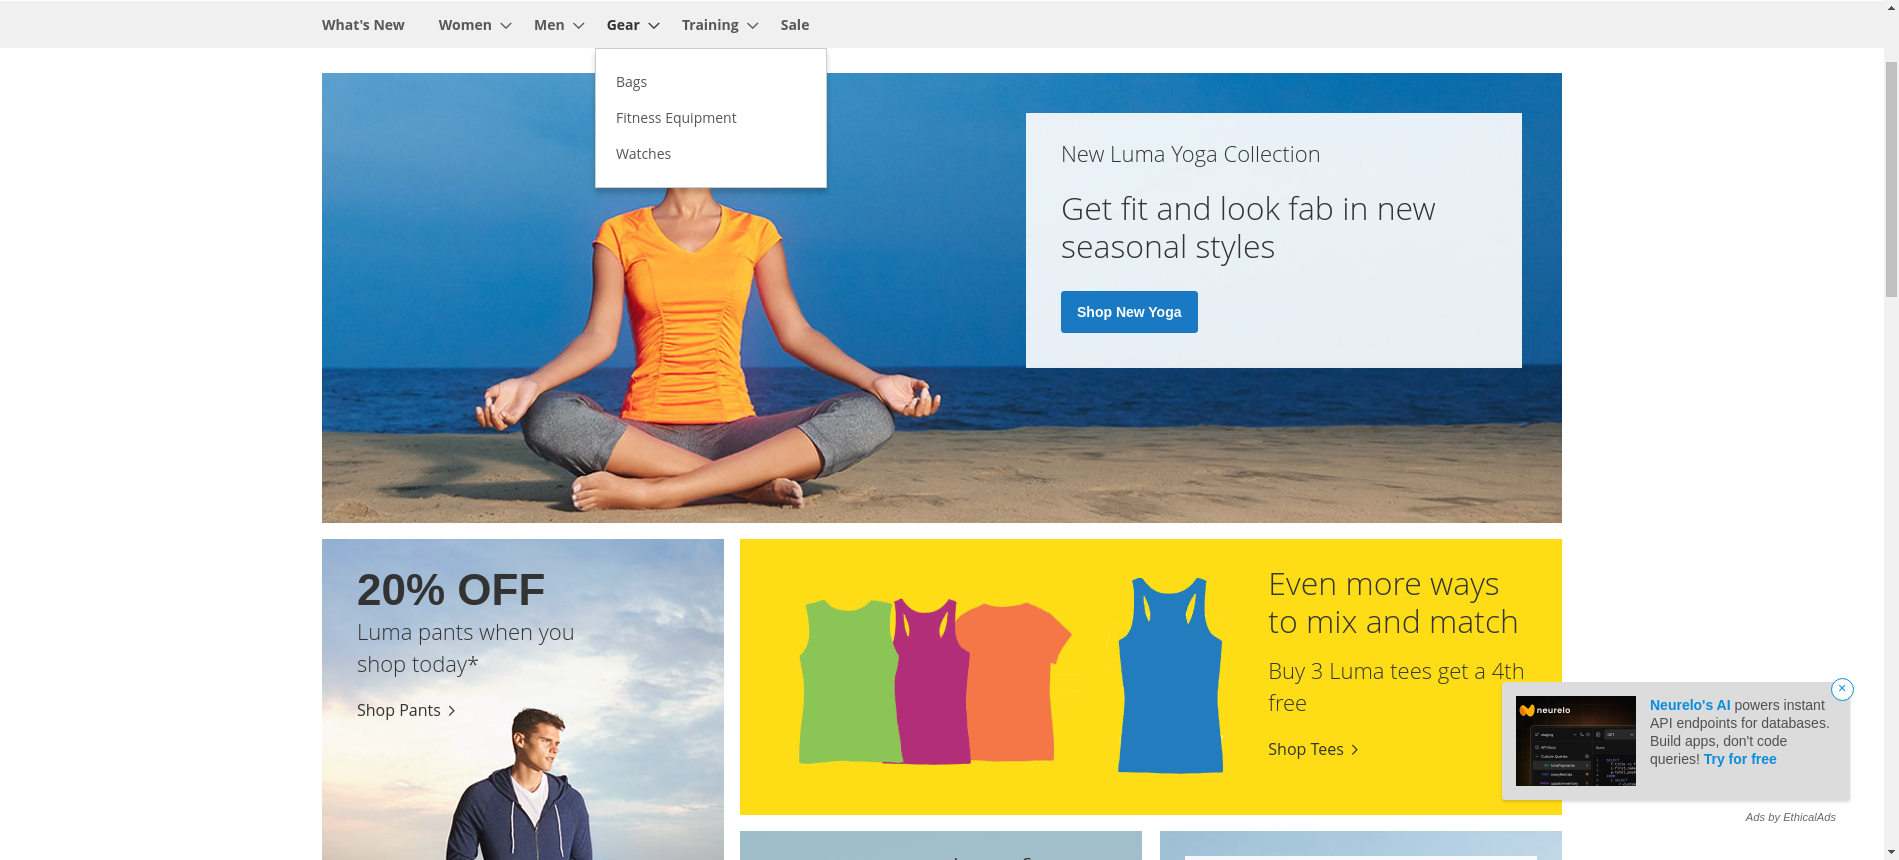 What's New
Women
Men
Gear
Training
Sale
Bags
Fitness Equipment
Watches
New Luma Yoga Collection
Get fit and look fab in new
seasonal styles
Shop New Yoga
20% OFF
Luma pants when you
shop today*
Shop Pants
Even more ways
to mix and match
Buy 3 Luma tees get a 4th
free
Shop Tees
neurelo
Neurelo's AI powers instant
API endpoints for databases.
Build apps, don't code
queries! Try for free
Ads by EthicalAds